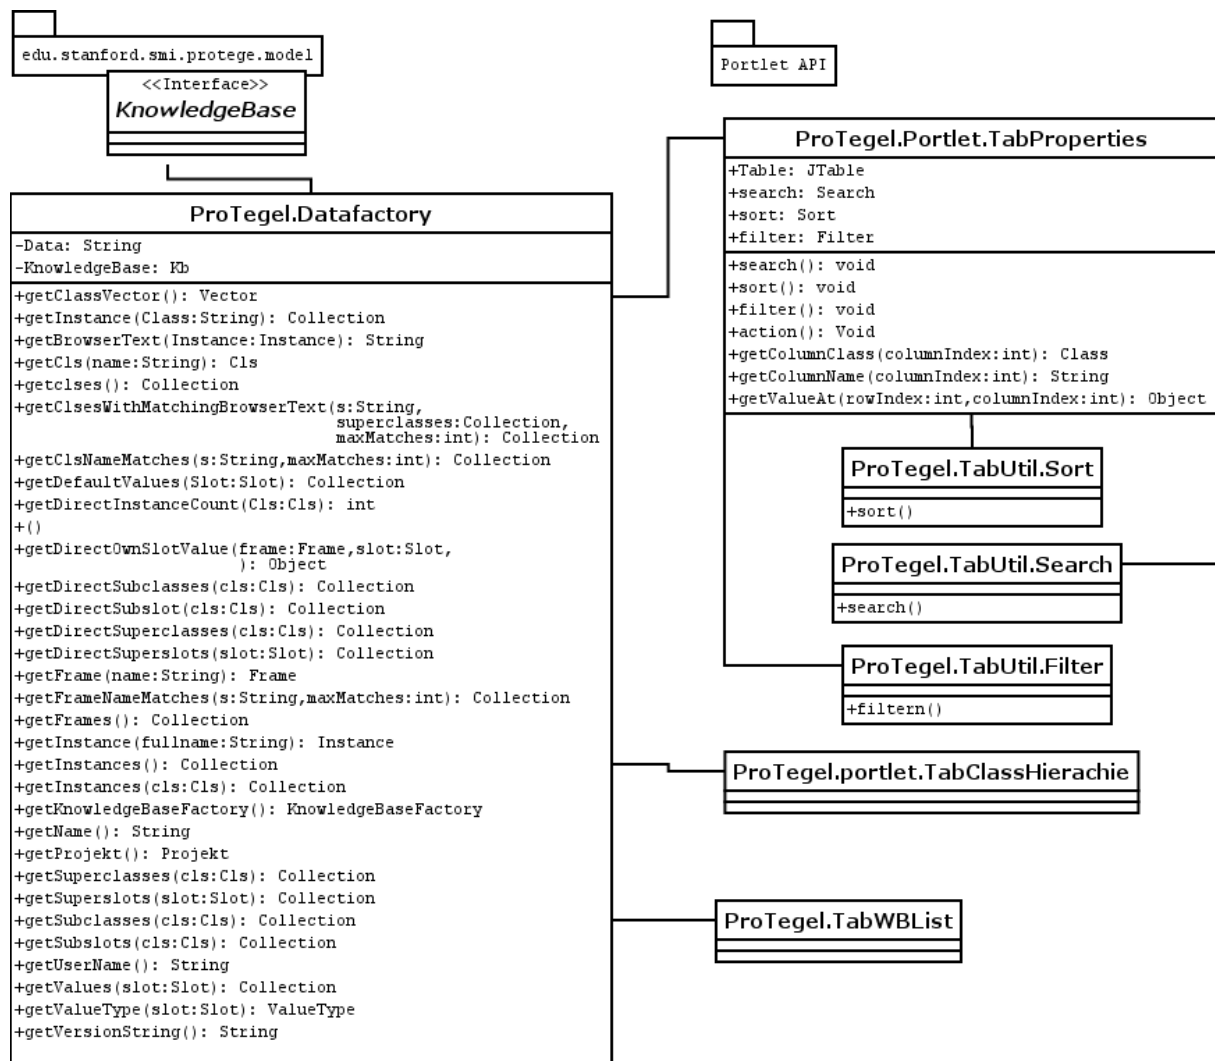 edu.stanford.smi.protege.model
<<Interface>>
KnowledgeBase
ProTegel.Datafactory
-Data: String
-KnowledgeBase: Kb
+getClassVector(): Vector
+getInstance(Class:String): Collection
+getBrowserText(Instance:Instance): String
+getCls(name:String): Cls
+getclses(): Collection
+getClsesWithMatchingBrowserText(s:String,
superclasses:Collection,
maxMatches:int): Collection
+getClsNameMatches(s:String,maxMatches:int): Collection
+getDefaultValues(Slot:Slot): Collection
+getDirectInstanceCount(Cls:Cls): int
+()
+getDirectOwnSlotValue(frame:Frame,slot:Slot,
): Object
+getDirectSubclasses(cls:Cls): Collection
+getDirectSubslot(cls:Cls): Collection
+getDirectSuperclasses(cls:Cls): Collection
+getDirectSuperslots(slot:Slot): Collection
+getFrame(name:String): Frame
+getFrameNameMatches(s:String,maxMatches:int): Collection
+getFrames(): Collection
+getInstance(fullname:String): Instance
+getInstances(): Collection
+getInstances(cls:Cls): Collection
+getKnowledgeBaseFactory(): KnowledgeBaseFactory
+getName(): String
+getProjekt(): Projekt
+getSuperclasses(cls:Cls): Collection
+getSuperslots(slot:Slot): Collection
+getSubclasses(cls:Cls): Collection
+getSubslots(cls:Cls): Collection
+getUserName(): String
+getValues(slot:Slot): Collection
+getValueType(slot:Slot): ValueType
+getVersionString(): String
Portlet API
ProTegel.Portlet.TabProperties
+Table: JTable
+search: Search
+sort: Sort
+filter: Filter
+search(): void
+sort(): void
+filter(): void
+action(): Void
+getColumnClass(columnIndex:int): Class
+getColumnName(columnIndex:int): String
+getValueAt(rowIndex:int,columnIndex:int): Object
ProTegel.TabUtil.Sort
+sort()
ProTegel.TabUtil.Search
+search()
ProTegel.TabUtil.Filter
+filtern()
ProTegel.portlet.TabClassHierachie
ProTegel.TabWBList